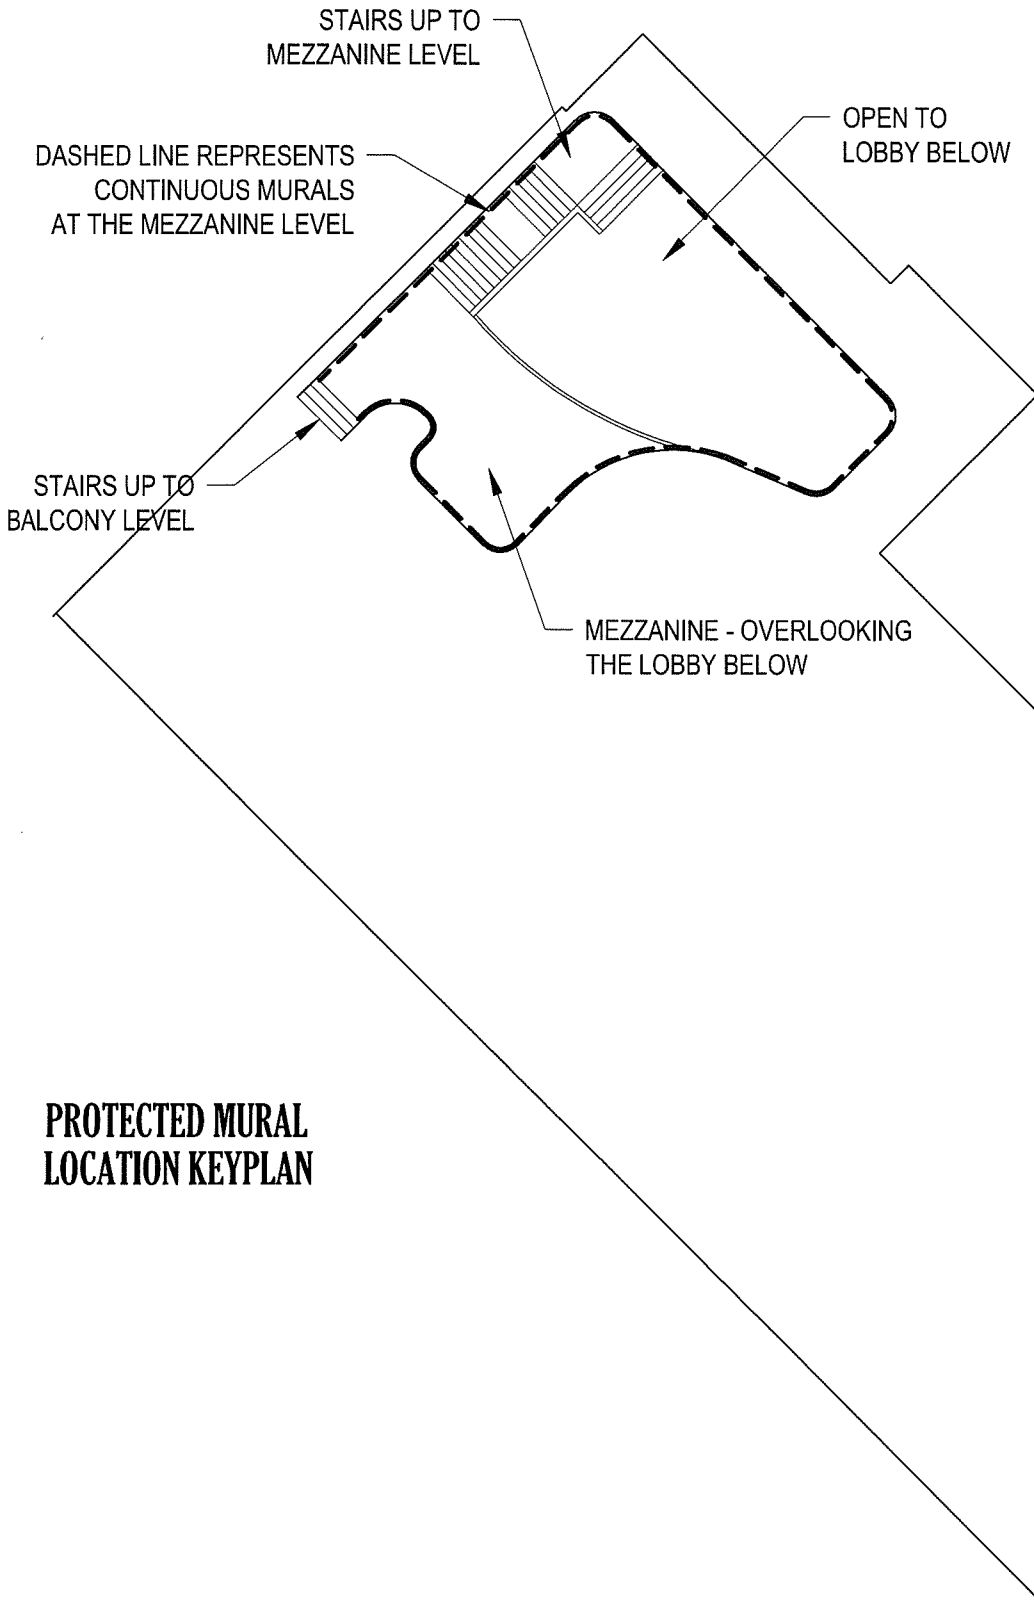 STAIRS UP TO
MEZZANINE LEVEL
OPEN TO
LOBBY BELOW
DASHED LINE REPRESENTS
CONTINUOUS MURALS
AT THE MEZZANINE LEVEL
STAIRS UP TO
BALCONY LEVEL
MEZZANINE - OVERLOOKING
THE LOBBY BELOW
PROTECTED MURAL
LOCATION KEYPLAN